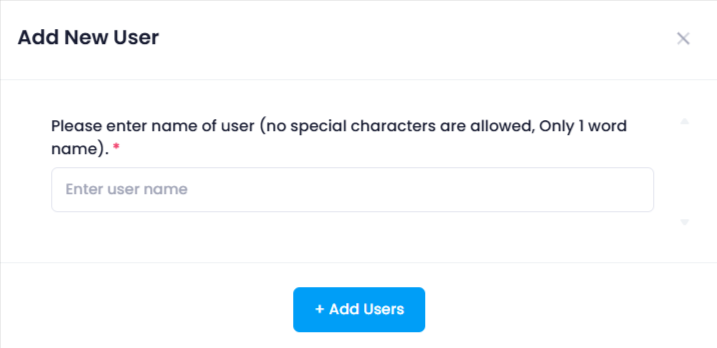 Add New User
Please enter name of user (no special characters are allowed, Only 1 word
name). *
Enter user name
+ Add Users